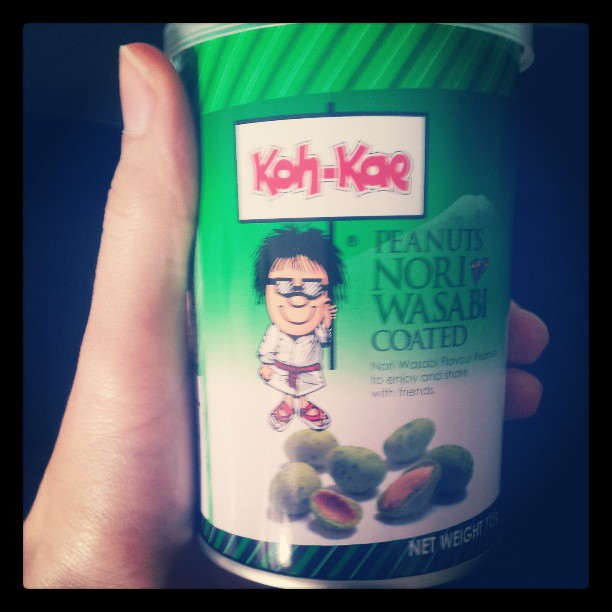 Koh-Kae
®
PEANUTS
NORI
WASABI
COATED
Nori Wasabi Flavour Peanuts
to enjoy and share
with friends.
NET WEIGHT